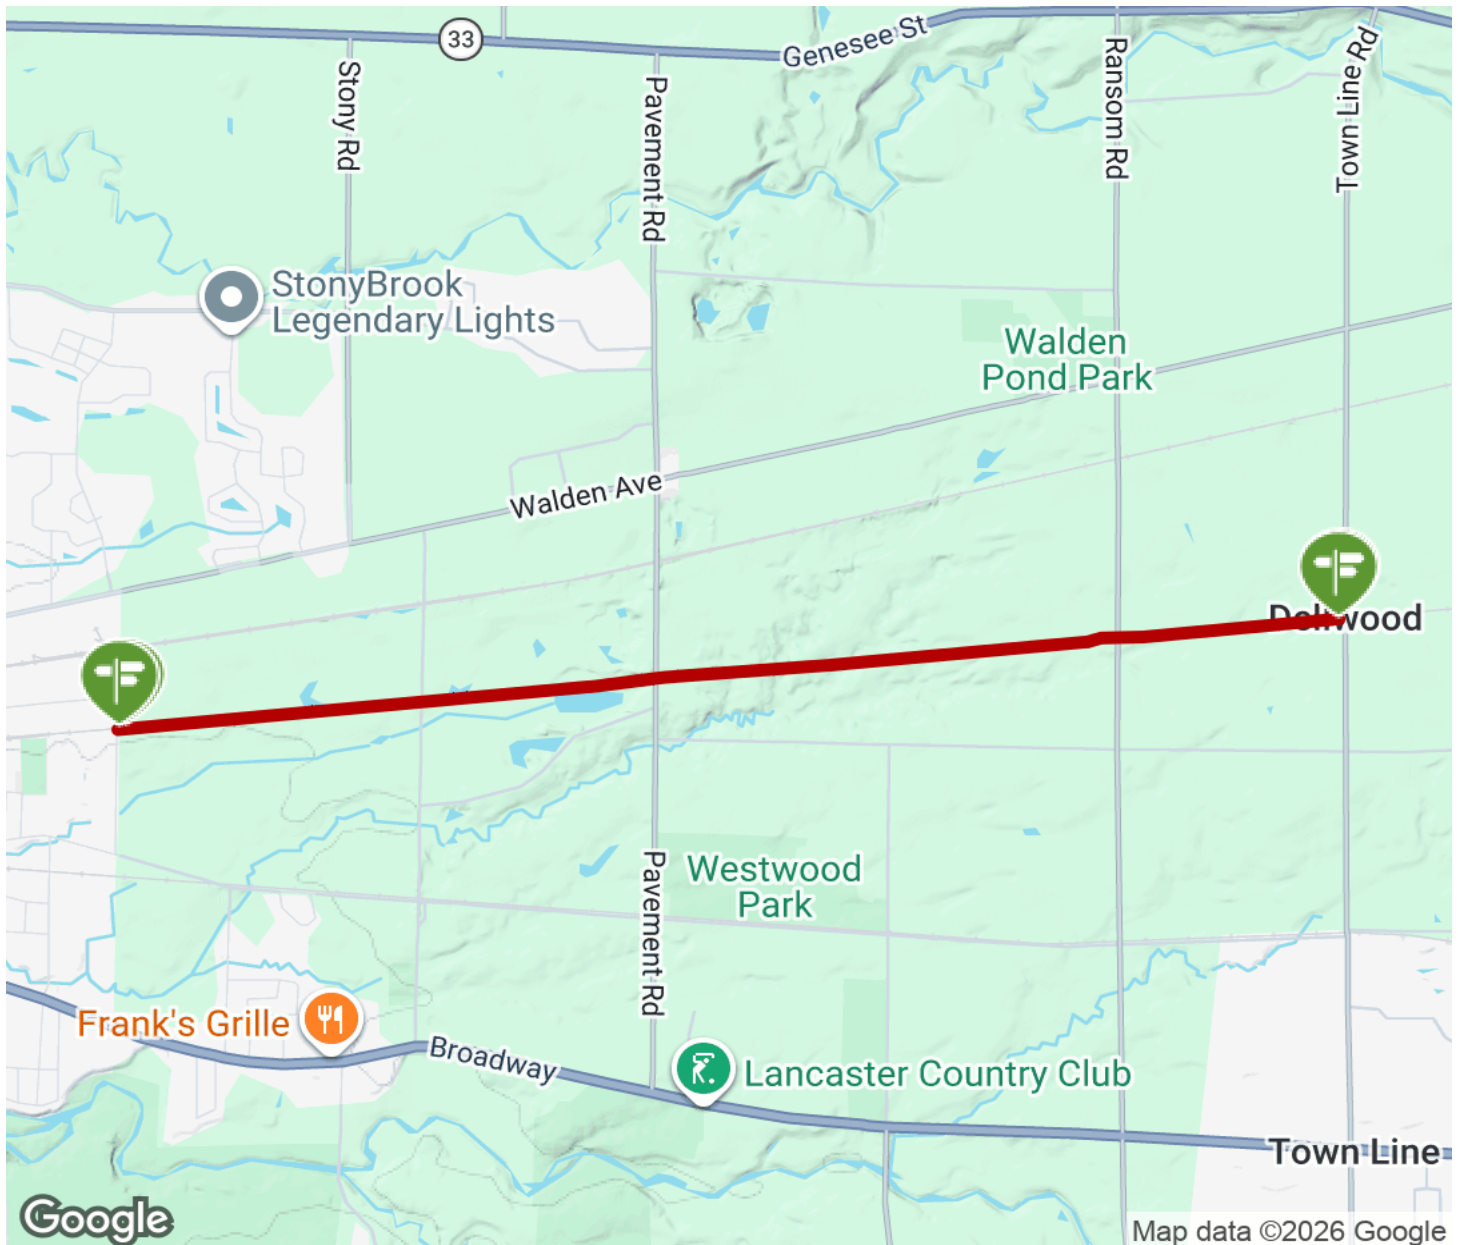 33
Genesee St
Stony Rd
Pavement Rd
Ransom Rd
Town Line Rd
StonyBrook
Legendary Lights
Walden
Pond Park
Walden Ave
Dellwood
Westwood
Park
Pavement Rd
Frank's Grille
Broadway
Lancaster Country Club
Town Line
Google
Map data ©2026 Google